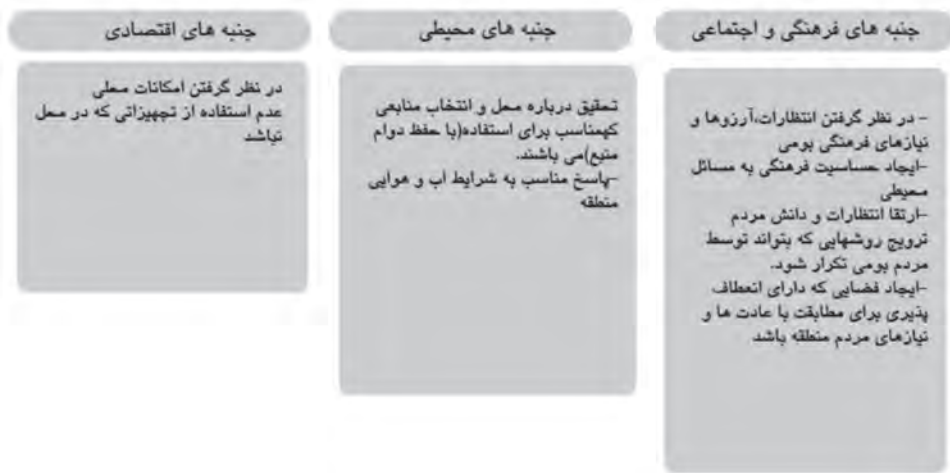 جنبه های فرهنگی و اجتماعی
- در نظر گرفتن انتظارات،آرزوها و
نیازهای فرهنگی بومی
-ایجاد حساسیت فرهنگی به مسائل
محیطی
-ارتقا انتظارات و دانش مردم
ترویج روشهایی که بتواند توسط
مردم بومی تکرار شود.
-ایجاد فضایی که دارای انعطاف
پذیری برای مطابقت با عادت ها و
نیازهای مردم منطقه باشد
جنبه های محیطی
تحقیق درباره محل و انتخاب منابعی
کهمناسب برای استفاده(با حفظ دوام
منبع)می باشند.
-پاسخ مناسب به شرایط آب و هوایی
منطقه
جنبه های اقتصادی
در نظر گرفتن امکانات محلی
عدم استفاده از تجهیزاتی که در محل
نباشد